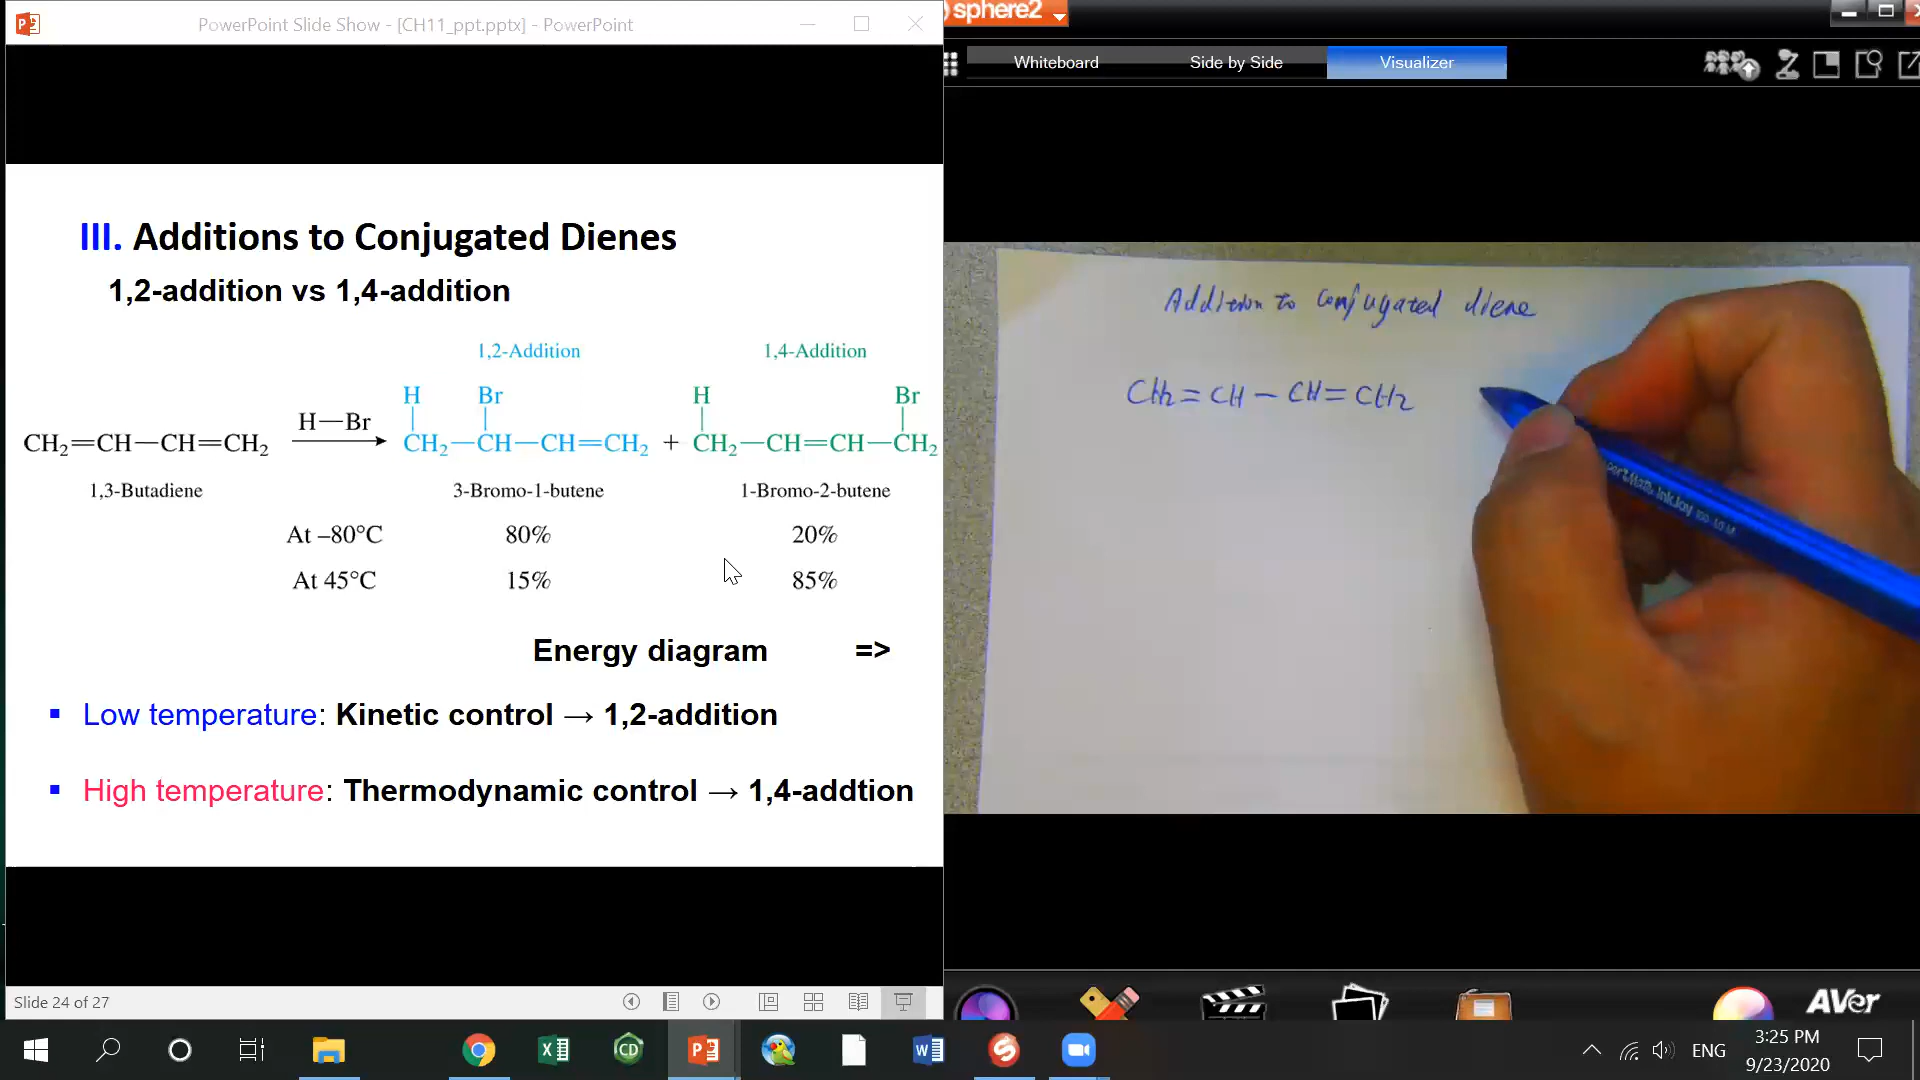 PowerPoint Slide Show - [CH11_ppt.pptx] - PowerPoint
III. Additions to Conjugated Dienes
1,2-addition vs 1,4-addition
1,2-Addition 1,4-Addition
H Br H Br
H—Br
CH₂=CH—CH=CH₂ CH₂—CH—CH=CH₂ + CH₂—CH=CH—CH₂
1,3-Butadiene 3-Bromo-1-butene 1-Bromo-2-butene
At –80°C 80% 20%
At 45°C 15% 85%
Energy diagram =>
▪ Low temperature: Kinetic control → 1,2-addition
▪ High temperature: Thermodynamic control → 1,4-addtion
Slide 24 of 27
sphere2
Whiteboard Side by Side Visualizer
Addition to conjugated diene
CH₂=CH—CH=CH₂
PaperMate InkJoy 100 1.0 M
AVer
ENG
3:25 PM
9/23/2020